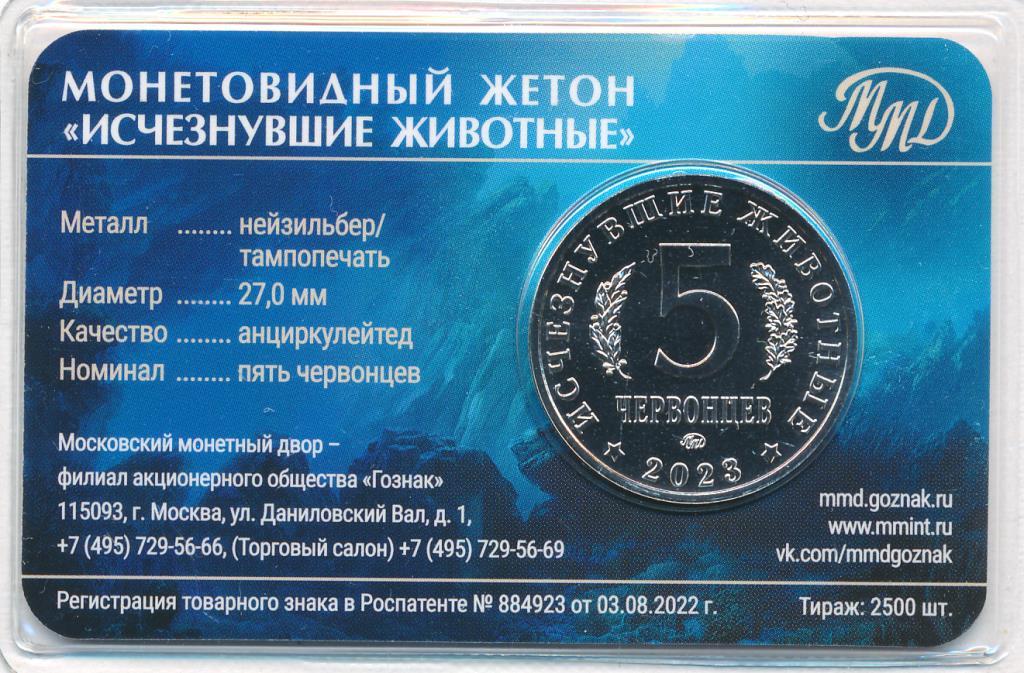 МОНЕТОВИДНЫЙ ЖЕТОН
«ИСЧЕЗНУВШИЕ ЖИВОТНЫЕ»
ММД
Металл ........ нейзильбер/
тампопечать
Диаметр ........ 27,0 мм
Качество ........ анциркулейтед
Номинал ........ пять червонцев
ИСЧЕЗНУВШИЕ ЖИВОТНЫЕ
5
ЧЕРВОНЦЕВ
ММД
2023
Московский монетный двор –
филиал акционерного общества «Гознак»
115093, г. Москва, ул. Даниловский Вал, д. 1,
+7 (495) 729-56-66, (Торговый салон) +7 (495) 729-56-69
mmd.goznak.ru
www.mmint.ru
vk.com/mmdgoznak
Регистрация товарного знака в Роспатенте № 884923 от 03.08.2022 г.
Тираж: 2500 шт.